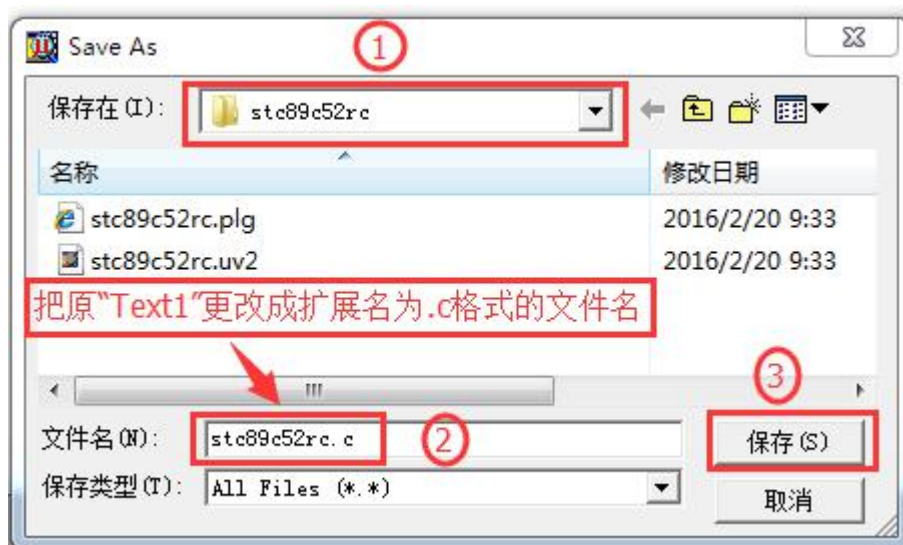 Save As
①
保存在(I):
stc89c52rc
名称
修改日期
stc89c52rc.plg
2016/2/20 9:33
stc89c52rc.uv2
2016/2/20 9:33
把原"Text1"更改成扩展名为.c格式的文件名
③
文件名(N):
stc89c52rc.c
②
保存(S)
保存类型(T):
All Files (*.*)
取消